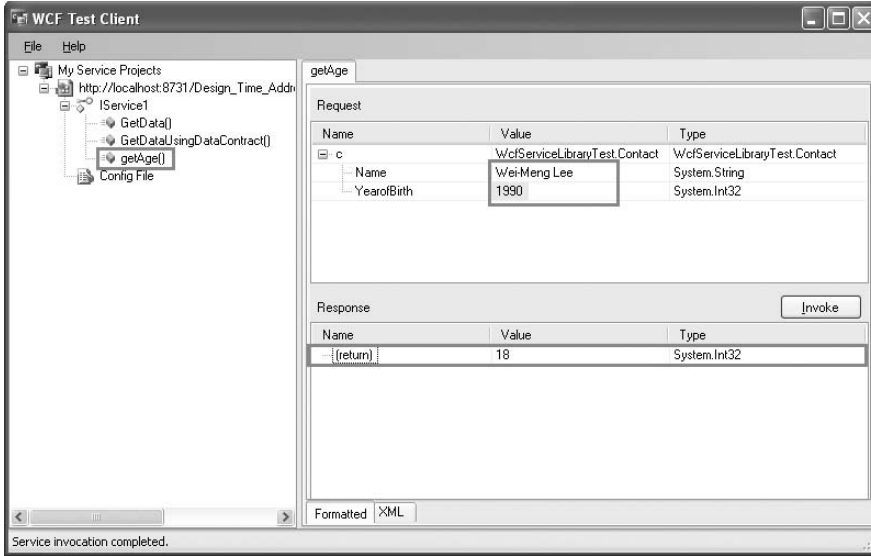 WCF Test Client
File Help
My Service Projects
http://localhost:8731/Design_Time_Addr
IService1
GetData()
GetDataUsingDataContract()
getAge()
Config File
getAge
Request
Name Value Type
c WcfServiceLibraryTest.Contact WcfServiceLibraryTest.Contact
Name Wei-Meng Lee System.String
YearofBirth 1990 System.Int32
Response Invoke
Name Value Type
(return) 18 System.Int32
Formatted XML
Service invocation completed.